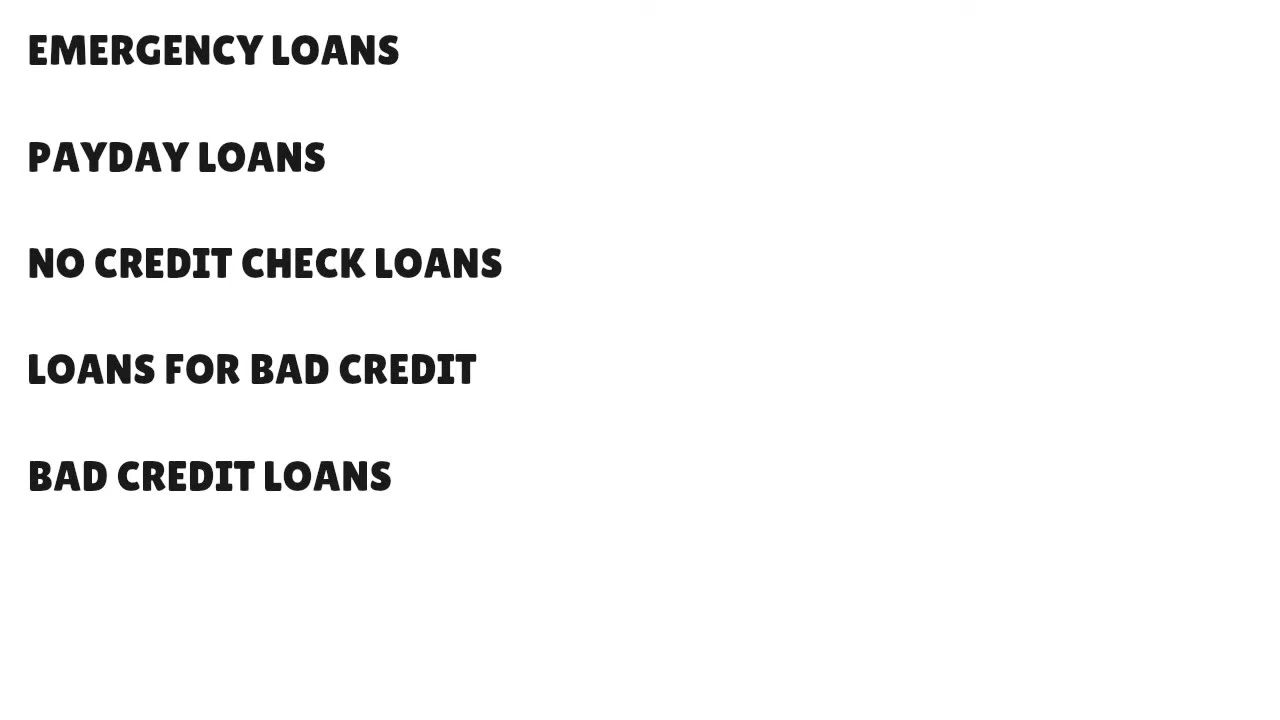 EMERGENCY LOANS
PAYDAY LOANS
NO CREDIT CHECK LOANS
LOANS FOR BAD CREDIT
BAD CREDIT LOANS